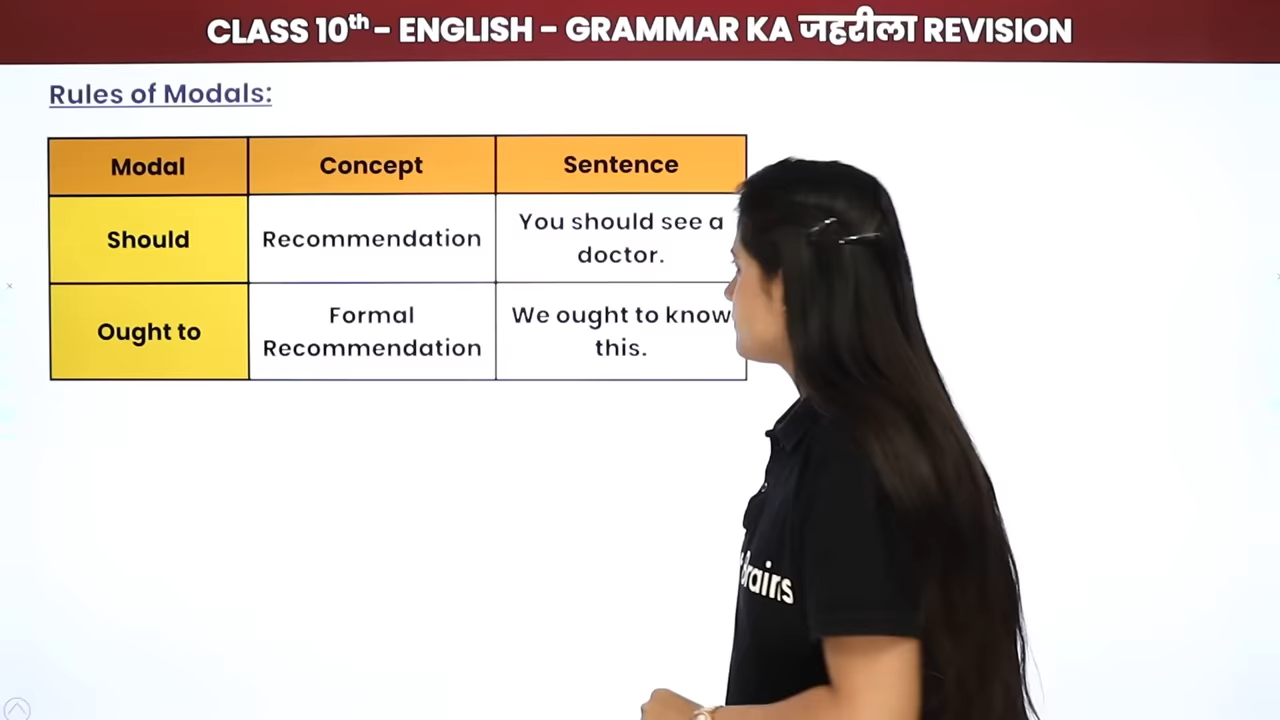 CLASS 10th - ENGLISH - GRAMMAR KA जहरीला REVISION
Rules of Modals:
Modal
Concept
Sentence
Should
Recommendation
You should see a
doctor.
Ought to
Formal
Recommendation
We ought to know
this.